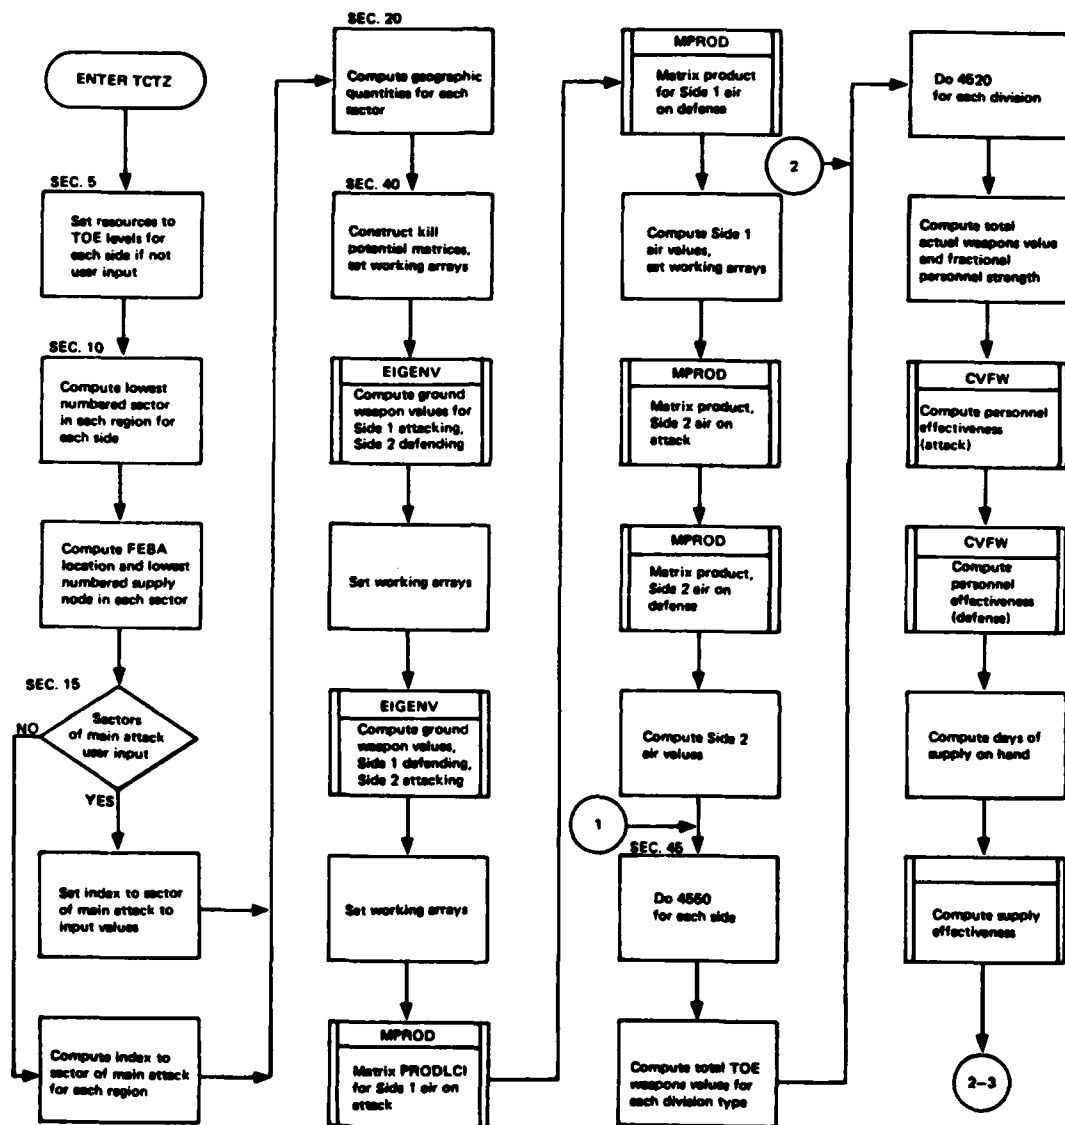 ENTER TCTZ
SEC. 5
Set resources to
TOE levels for
each side if not
user input
SEC. 10
Compute lowest
numbered sector
in each region for
each side
Compute FEBA
location and lowest
numbered supply
node in each sector
SEC. 15
Sectors
of main attack
user input
NO
YES
Set index to sector
of main attack to
input values
Compute index to
sector of main attack
for each region
SEC. 20
Compute geographic
quantities for each
sector
SEC. 40
Construct kill
potential matrices,
set working arrays
EIGENV
Compute ground
weapon values for
Side 1 attacking,
Side 2 defending
Set working arrays
EIGENV
Compute ground
weapon values,
Side 1 defending,
Side 2 attacking
Set working arrays
MPROD
Matrix PRODLCI
for Side 1 air on
attack
MPROD
Matrix product
for Side 1 air
on defense
2
Compute Side 1
air values,
set working arrays
MPROD
Matrix product,
Side 2 air on
attack
MPROD
Matrix product,
Side 2 air on
defense
Compute Side 2
air values
1
SEC. 45
Do 4550
for each side
Compute total TOE
weapons values for
each division type
Do 4520
for each division
Compute total
actual weapons value
and fractional
personnel strength
CVFW
Compute personnel
effectiveness
(attack)
CVFW
Compute
personnel
effectiveness
(defense)
Compute days of
supply on hand
Compute supply
effectiveness
2-3